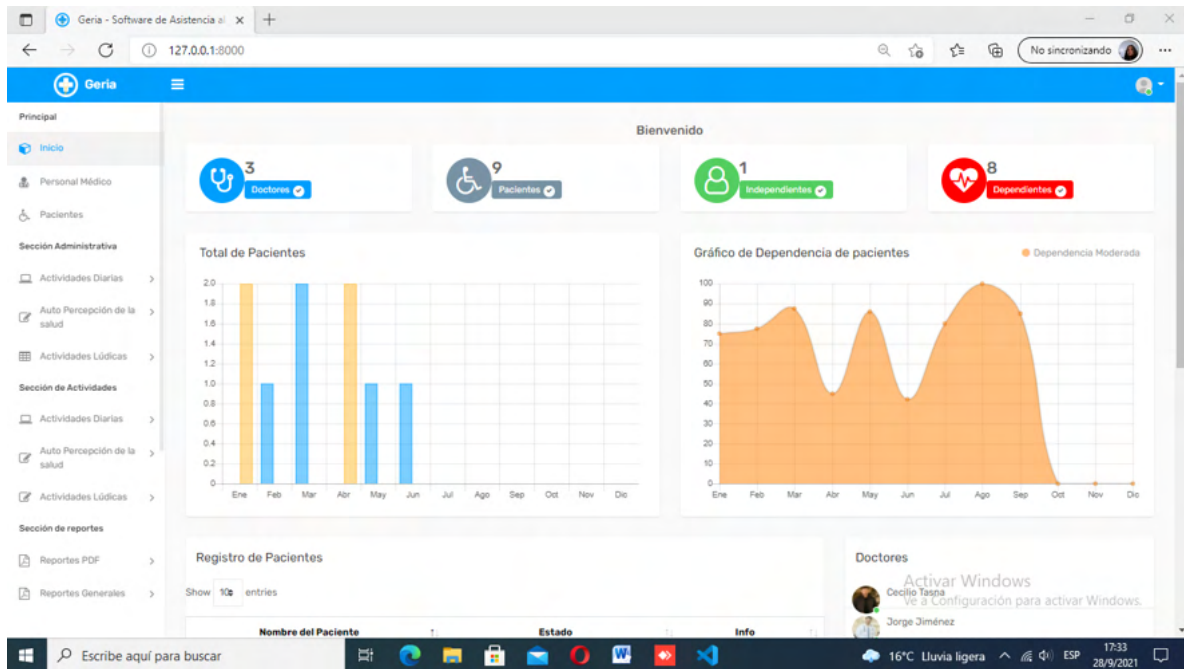 Geria - Software de Asistencia al
127.0.0.1:8000
No sincronizando
Geria
Principal
Inicio
Personal Médico
Pacientes
Sección Administrativa
Actividades Diarias
Auto Percepción de la
salud
Actividades Lúdicas
Sección de Actividades
Actividades Diarias
Auto Percepción de la
salud
Actividades Lúdicas
Sección de reportes
Reportes PDF
Reportes Generales
Bienvenido
3
Doctores
9
Pacientes
1
Independientes
8
Dependientes
Total de Pacientes
2.0
1.8
1.6
1.4
1.2
1.0
0.8
0.6
0.4
0.2
0
Ene Feb Mar Abr May Jun Jul Ago Sep Oct Nov Dic
Gráfico de Dependencia de pacientes
Dependencia Moderada
100
90
80
70
60
50
40
30
20
10
0
Ene Feb Mar Abr May Jun Jul Ago Sep Oct Nov Dic
Registro de Pacientes
Show 10 entries
Nombre del Paciente Estado Info
Doctores
Cecilio Tasna
Jorge Jiménez
Activar Windows
Ve a Configuración para activar Windows.
Escribe aquí para buscar
16°C Lluvia ligera
ESP
17:33
28/9/2021